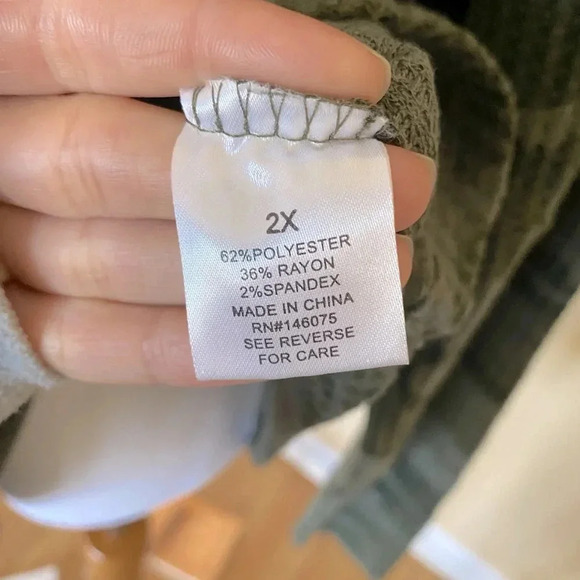 2X
62%POLYESTER
36% RAYON
2%SPANDEX
MADE IN CHINA
RN#146075
SEE REVERSE
FOR CARE